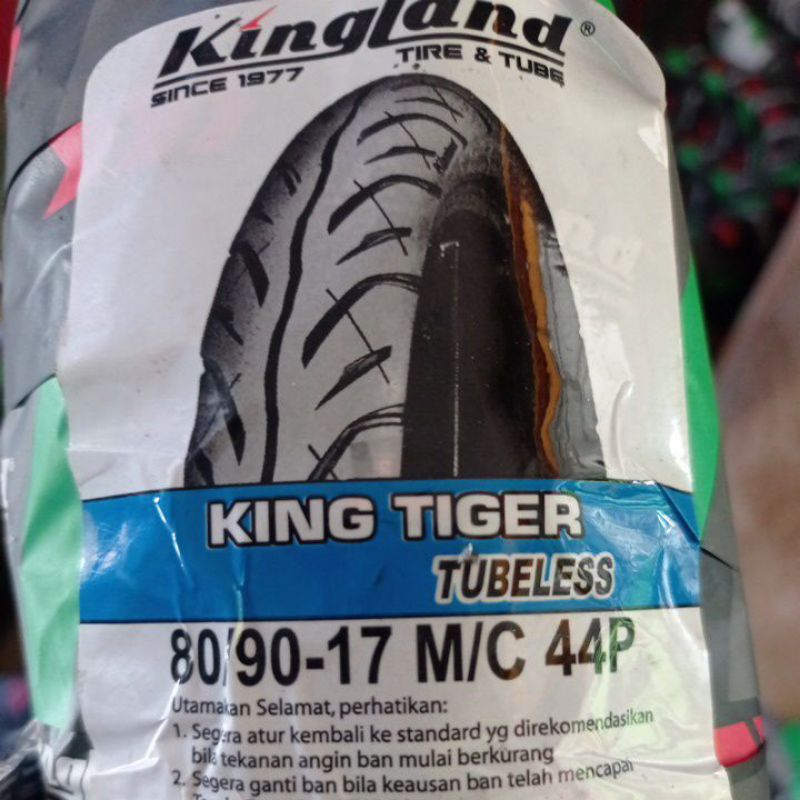 Kingland®
SINCE 1977
TIRE & TUBE
KING TIGER
TUBELESS
80/90-17 M/C 44P
Utamakan Selamat, perhatikan:
1. Segera atur kembali ke standard yg direkomendasikan
bila tekanan angin ban mulai berkurang
2. Segera ganti ban bila keausan ban telah mencapai